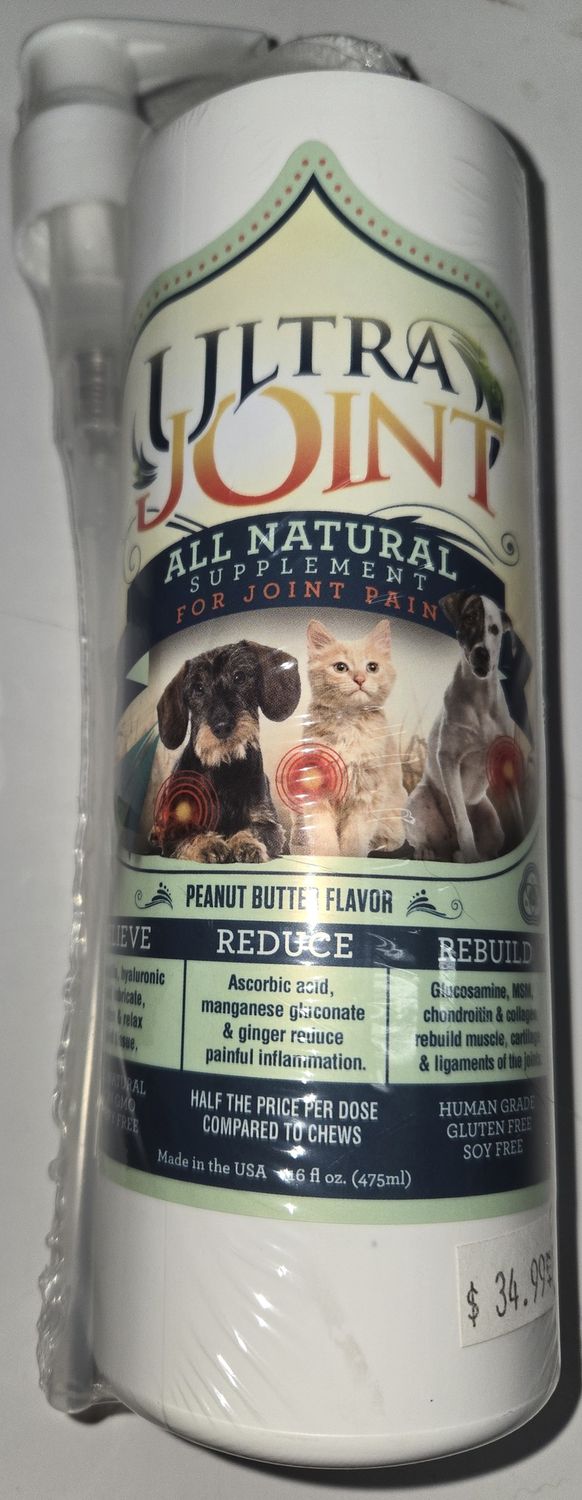 ULTRA
JOINT
ALL NATURAL
SUPPLEMENT
FOR JOINT PAIN
PEANUT BUTTER FLAVOR
REDUCE
REBUILD
hyaluronic
& relax
Ascorbic acid,
manganese gluconate
& ginger reduce
painful inflammation.
Glucosamine, MSM,
chondroitin & collagen
rebuild muscle, cartilage
& ligaments of the joints.
HALF THE PRICE PER DOSE
COMPARED TO CHEWS
HUMAN GRADE
GLUTEN FREE
SOY FREE
Made in the USA 16 fl oz. (475ml)
$ 34.99